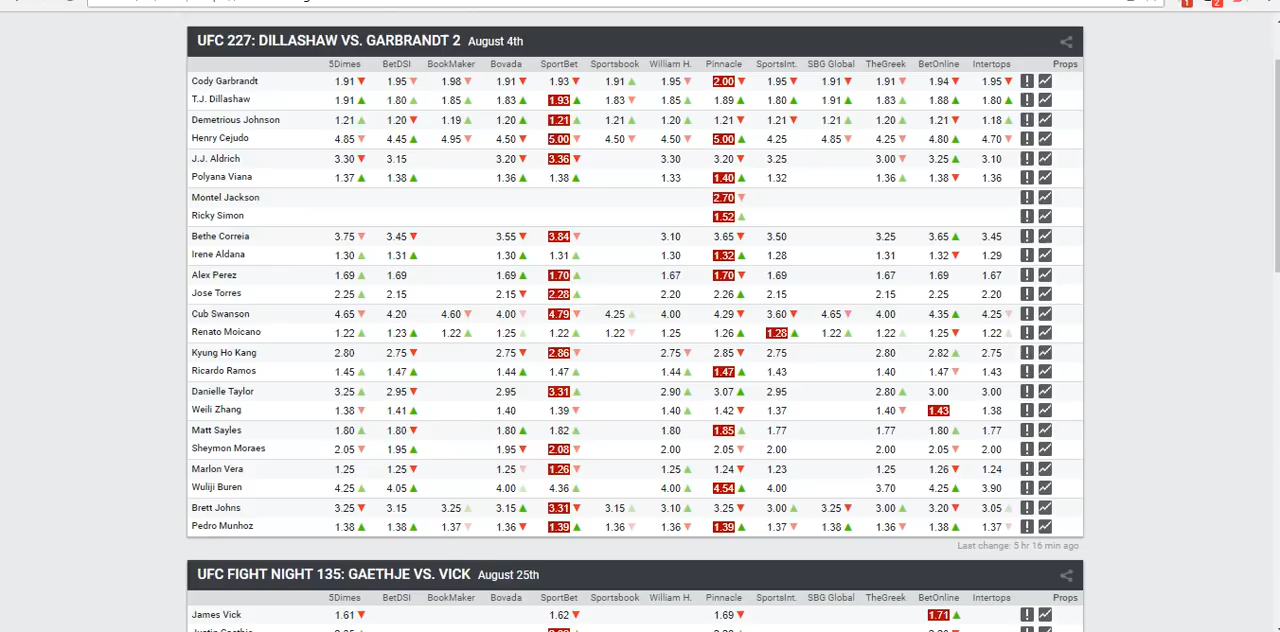 UFC 227: DILLASHAW VS. GARBRANDT 2 August 4th
5Dimes BetDSI BookMaker Bovada SportBet Sportsbook William H. Pinnacle SportsInt. SBG Global TheGreek BetOnline Intertops Props
Cody Garbrandt 1.91▼ 1.95▼ 1.98▼ 1.91▼ 1.93▼ 1.91▲ 1.95▼ 2.00▼ 1.95▼ 1.91▼ 1.91▼ 1.94▼ 1.95▼
T.J. Dillashaw 1.91▲ 1.80▲ 1.85▲ 1.83▲ 1.93▲ 1.83▼ 1.85▲ 1.89▲ 1.80▲ 1.91▲ 1.83▲ 1.88▲ 1.80▲
Demetrious Johnson 1.21▲ 1.20▼ 1.19▲ 1.20▲ 1.21▲ 1.21▲ 1.20▲ 1.21▼ 1.21▼ 1.21▲ 1.20▲ 1.21▼ 1.18▲
Henry Cejudo 4.85▼ 4.45▲ 4.95▼ 4.50▼ 5.00▼ 4.50▼ 4.50▼ 5.00▲ 4.25 4.85▼ 4.25▼ 4.80▲ 4.70▼
J.J. Aldrich 3.30▼ 3.15 3.20▼ 3.36▼ 3.30 3.20▼ 3.25 3.00▼ 3.25▲ 3.10
Polyana Viana 1.37▲ 1.38▲ 1.36▲ 1.38▲ 1.33 1.40▲ 1.32 1.36▲ 1.38▼ 1.36
Montel Jackson 2.70▼
Ricky Simon 1.52▲
Bethe Correia 3.75▼ 3.45▼ 3.55▼ 3.84▼ 3.10 3.65▼ 3.50 3.25 3.65▲ 3.45
Irene Aldana 1.30▲ 1.31▲ 1.30▲ 1.31▲ 1.30 1.32▲ 1.28 1.31 1.32▼ 1.29
Alex Perez 1.69▲ 1.69 1.69▲ 1.70▲ 1.67 1.70▼ 1.69 1.67 1.69 1.67
Jose Torres 2.25▲ 2.15 2.15▼ 2.28▲ 2.20 2.26▲ 2.15 2.15 2.25 2.20
Cub Swanson 4.65▼ 4.20 4.60▼ 4.00▼ 4.79▼ 4.25▲ 4.00 4.29▼ 3.60▼ 4.65▼ 4.00 4.35▲ 4.25▼
Renato Moicano 1.22▲ 1.23▲ 1.22▲ 1.25▲ 1.22▲ 1.22▼ 1.25 1.26▲ 1.28▲ 1.22▲ 1.22▲ 1.25▼ 1.22▲
Kyung Ho Kang 2.80 2.75▼ 2.75▼ 2.86▼ 2.75▼ 2.85▼ 2.75 2.80 2.82▲ 2.75
Ricardo Ramos 1.45▲ 1.47▲ 1.44▲ 1.47▲ 1.44▲ 1.47▲ 1.43 1.40 1.47▼ 1.43
Danielle Taylor 3.25▲ 2.95▼ 2.95 3.31▲ 2.90▲ 3.07▲ 2.95 2.80▲ 3.00 3.00
Weili Zhang 1.38▼ 1.41▲ 1.40 1.39▼ 1.40▲ 1.42▼ 1.37 1.40▼ 1.43 1.38
Matt Sayles 1.80▲ 1.80▼ 1.80▲ 1.82▲ 1.80 1.85▲ 1.77 1.77 1.80▲ 1.77
Sheymon Moraes 2.05▼ 1.95▲ 1.95▼ 2.08▼ 2.00 2.05▼ 2.00 2.00 2.05▼ 2.00
Marlon Vera 1.25 1.25▼ 1.25▼ 1.26▼ 1.25▲ 1.24▼ 1.23 1.25 1.26▼ 1.24
Wuliji Buren 4.25▲ 4.05▲ 4.00▲ 4.36▲ 4.00▲ 4.54▲ 4.00 3.70 4.25▲ 3.90
Brett Johns 3.25▼ 3.15 3.25▲ 3.15▲ 3.31▼ 3.15▲ 3.10▲ 3.25▼ 3.00▲ 3.25▼ 3.00▲ 3.20▼ 3.05▲
Pedro Munhoz 1.38▲ 1.38▲ 1.37▼ 1.36▼ 1.39▲ 1.36▼ 1.36▼ 1.39▲ 1.37▼ 1.38▲ 1.36▼ 1.38▲ 1.37▼
Last change: 5 hr 16 min ago
UFC FIGHT NIGHT 135: GAETHJE VS. VICK August 25th
5Dimes BetDSI BookMaker Bovada SportBet Sportsbook William H. Pinnacle SportsInt. SBG Global TheGreek BetOnline Intertops Props
James Vick 1.61▼ 1.62▼ 1.69▼ 1.71▲